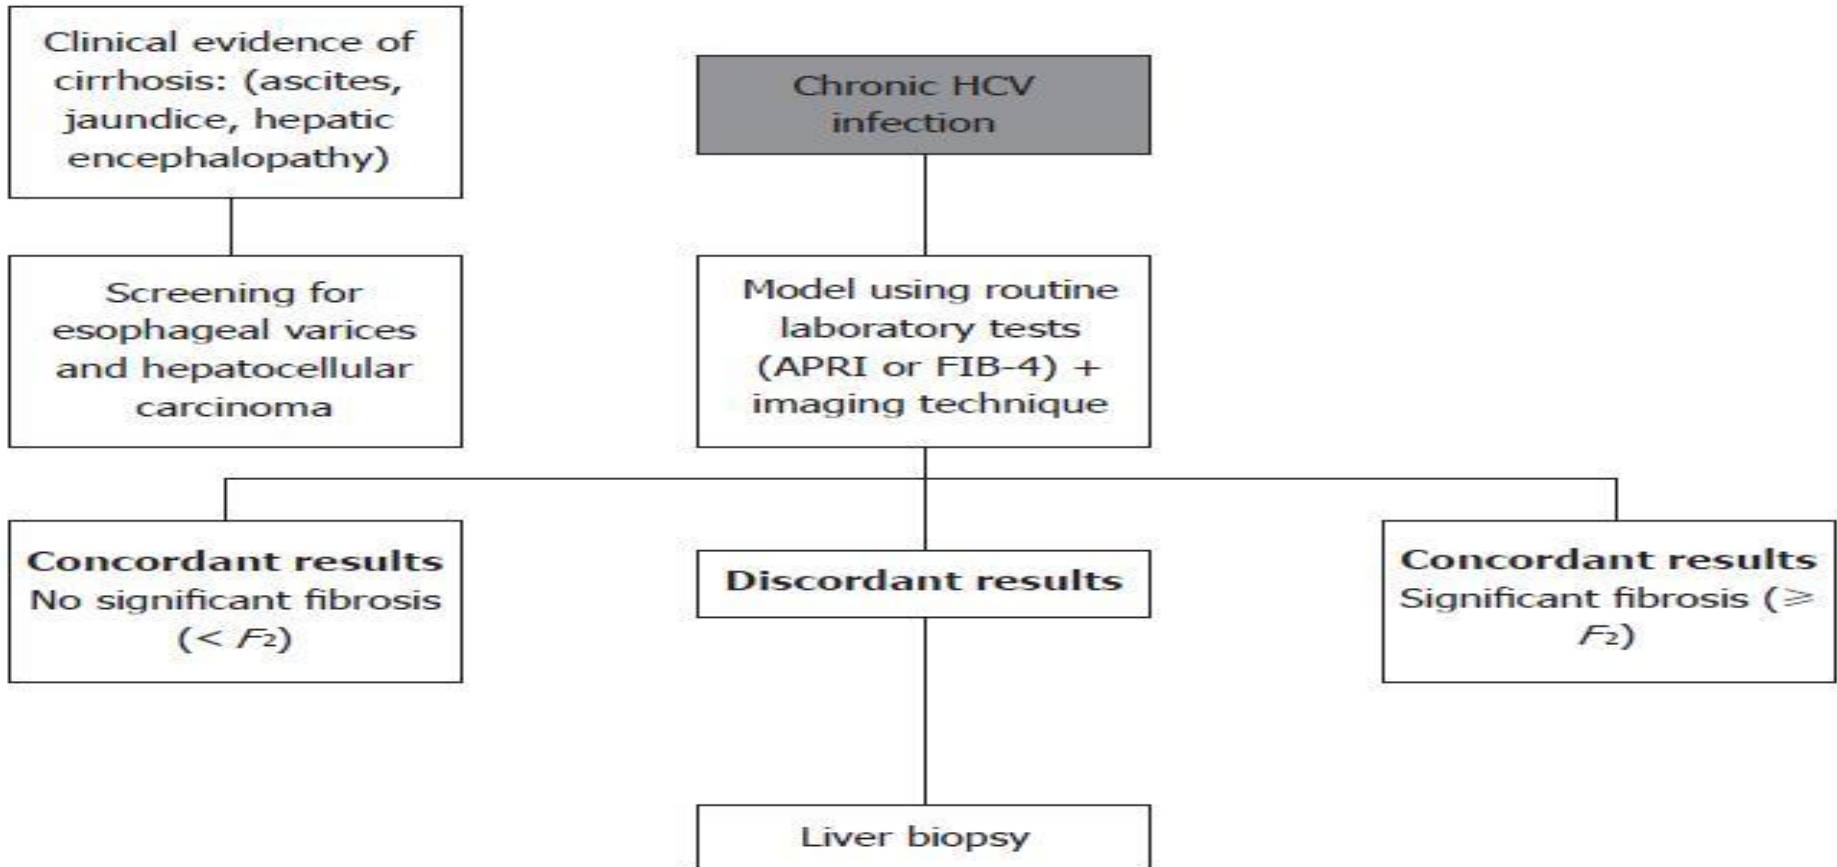 Clinical evidence of
cirrhosis: (ascites,
jaundice, hepatic
encephalopathy)
Chronic HCV
infection
Screening for
esophageal varices
and hepatocellular
carcinoma
Model using routine
laboratory tests
(APRI or FIB-4) +
imaging technique
Concordant results
No significant fibrosis
(< F₂)
Discordant results
Concordant results
Significant fibrosis (⩾
F₂)
Liver biopsy